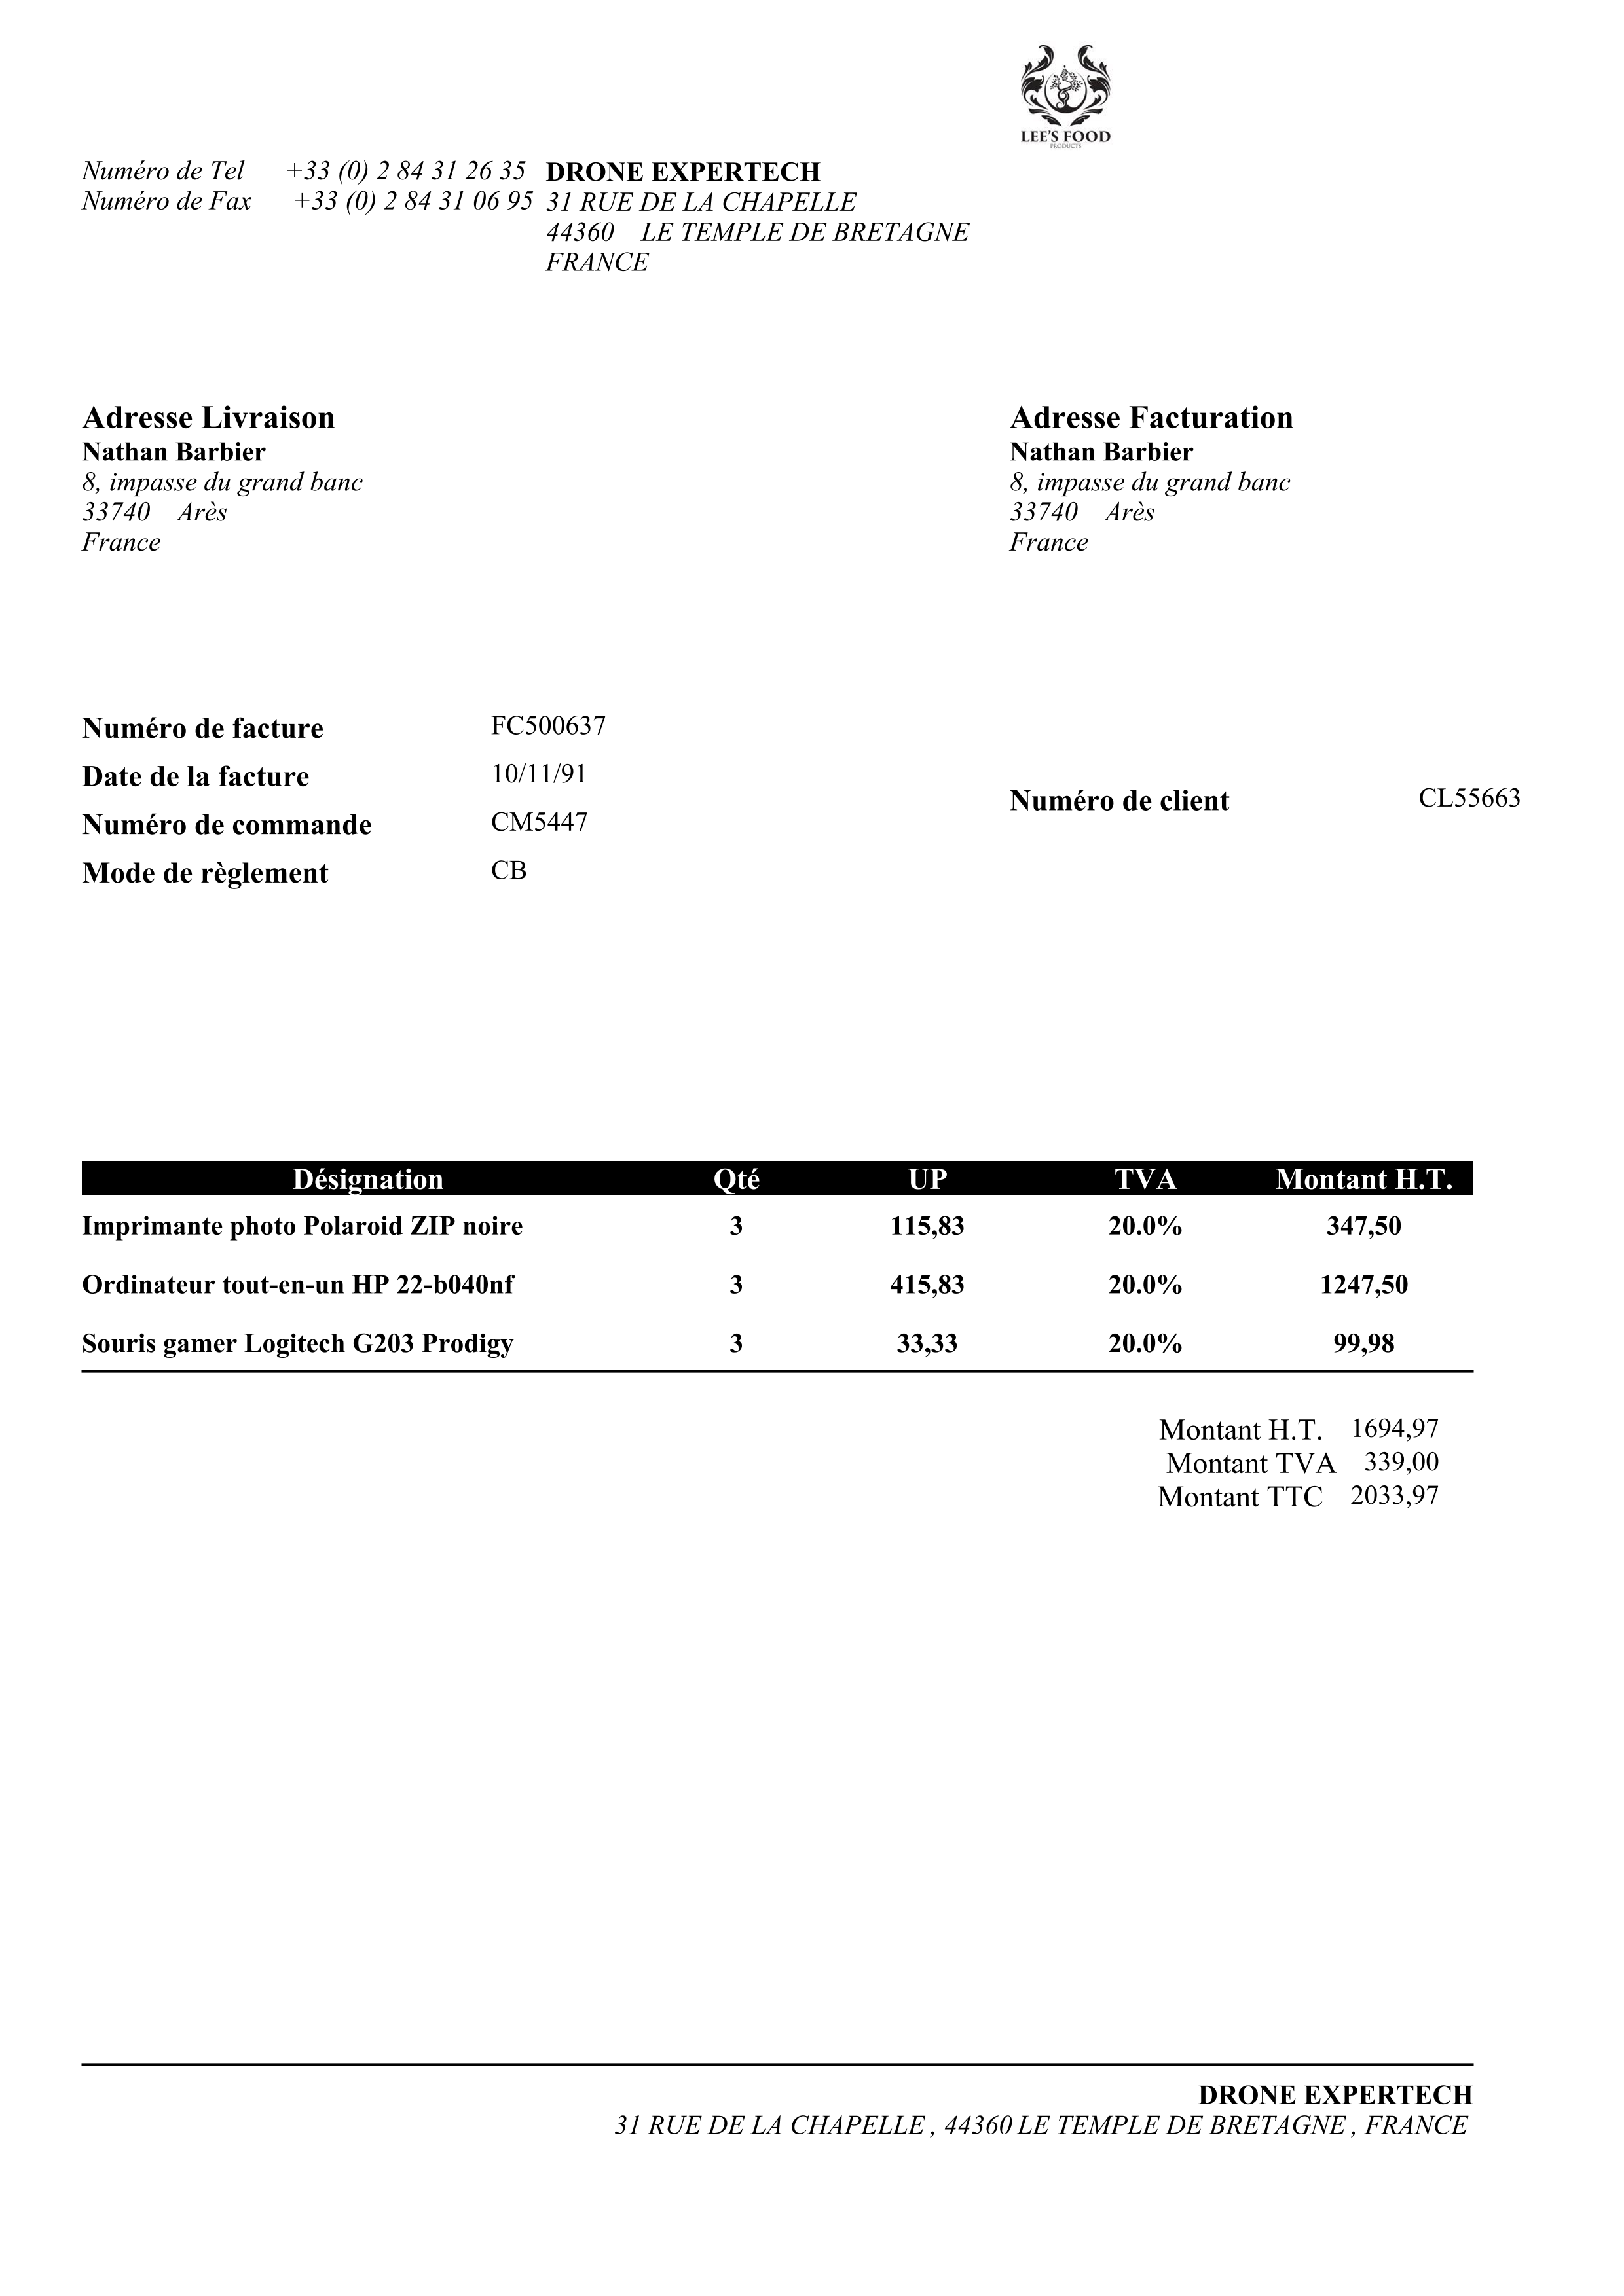 LEE'S FOOD
PRODUCTS
Numéro de Tel +33 (0) 2 84 31 26 35
Numéro de Fax +33 (0) 2 84 31 06 95
DRONE EXPERTECH
31 RUE DE LA CHAPELLE
44360 LE TEMPLE DE BRETAGNE
FRANCE
Adresse Livraison
Nathan Barbier
8, impasse du grand banc
33740 Arès
France
Adresse Facturation
Nathan Barbier
8, impasse du grand banc
33740 Arès
France
Numéro de facture FC500637
Date de la facture 10/11/91
Numéro de commande CM5447
Mode de règlement CB
Numéro de client CL55663
Désignation Qté UP TVA Montant H.T.
Imprimante photo Polaroid ZIP noire 3 115,83 20.0% 347,50
Ordinateur tout-en-un HP 22-b040nf 3 415,83 20.0% 1247,50
Souris gamer Logitech G203 Prodigy 3 33,33 20.0% 99,98
Montant H.T. 1694,97
Montant TVA 339,00
Montant TTC 2033,97
DRONE EXPERTECH
31 RUE DE LA CHAPELLE , 44360 LE TEMPLE DE BRETAGNE , FRANCE